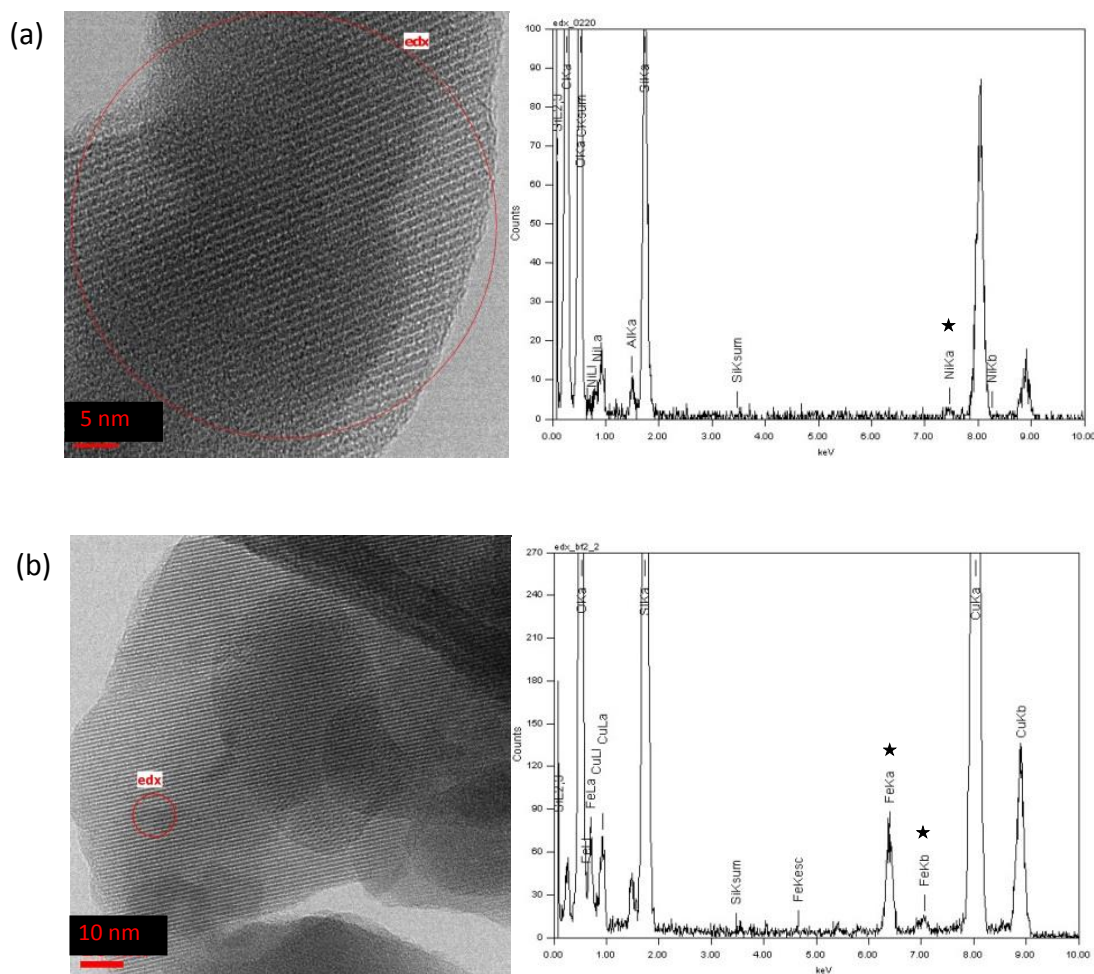 (a)
edx
5 nm
edx_0220
100
90
80
70
60
50
40
30
20
10
0
Counts
CKa
OKa CKsum
NiLl
NiLa
AlKa
SiKa
SiKsum
NiKa
NiKb
0.00 1.00 2.00 3.00 4.00 5.00 6.00 7.00 8.00 9.00 10.00
keV
(b)
edx
10 nm
edx_bf2_2
270
240
210
180
150
120
90
60
30
0
Counts
OKa
FeLl
FeLa
CuLl
CuLa
SiKa
SiKsum
FeKesc
FeKa
FeKb
CuKa
CuKb
0.00 1.00 2.00 3.00 4.00 5.00 6.00 7.00 8.00 9.00 10.00
keV